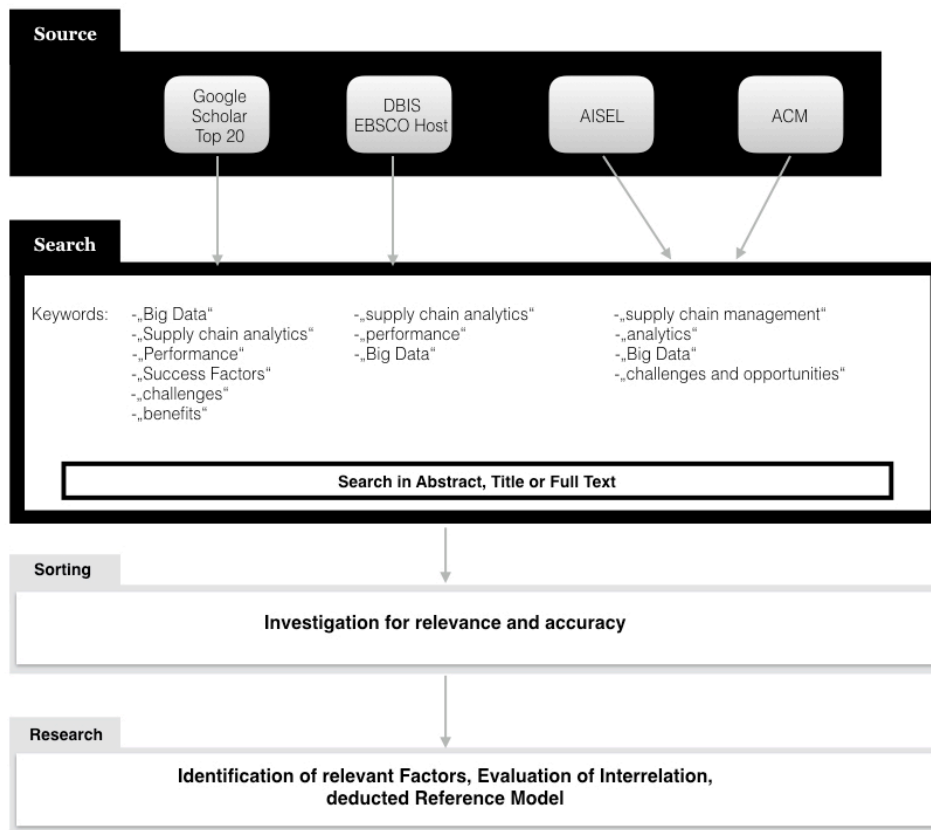 Source
Google
Scholar
Top 20
DBIS
EBSCO Host
AISEL
ACM
Search
Keywords:
-„Big Data“
-„Supply chain analytics“
-„Performance“
-„Success Factors“
-„challenges“
-„benefits“
-„supply chain analytics“
-„performance“
-„Big Data“
-„supply chain management“
-„analytics“
-„Big Data“
-„challenges and opportunities“
Search in Abstract, Title or Full Text
Sorting
Investigation for relevance and accuracy
Research
Identification of relevant Factors, Evaluation of Interrelation,
deducted Reference Model